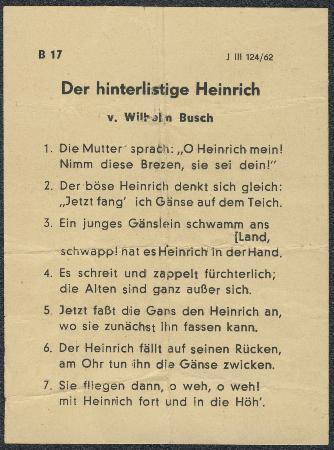 B 17
J III 124/62
Der hinterlistige Heinrich
v. Wilhelm Busch
1. Die Mutter sprach: „O Heinrich mein!
Nimm diese Brezen, sie sei dein!"
2. Der böse Heinrich denkt sich gleich:
„Jetzt fang' ich Gänse auf dem Teich.
3. Ein junges Gänslein schwamm ans
[Land,
schwapp! hat es Heinrich in der Hand.
4. Es schreit und zappelt fürchterlich;
die Alten sind ganz außer sich.
5. Jetzt faßt die Gans den Heinrich an,
wo sie zunächst ihn fassen kann.
6. Der Heinrich fällt auf seinen Rücken,
am Ohr tun ihn die Gänse zwicken.
7. Sie fliegen dann, o weh, o weh!
mit Heinrich fort und in die Höh'.